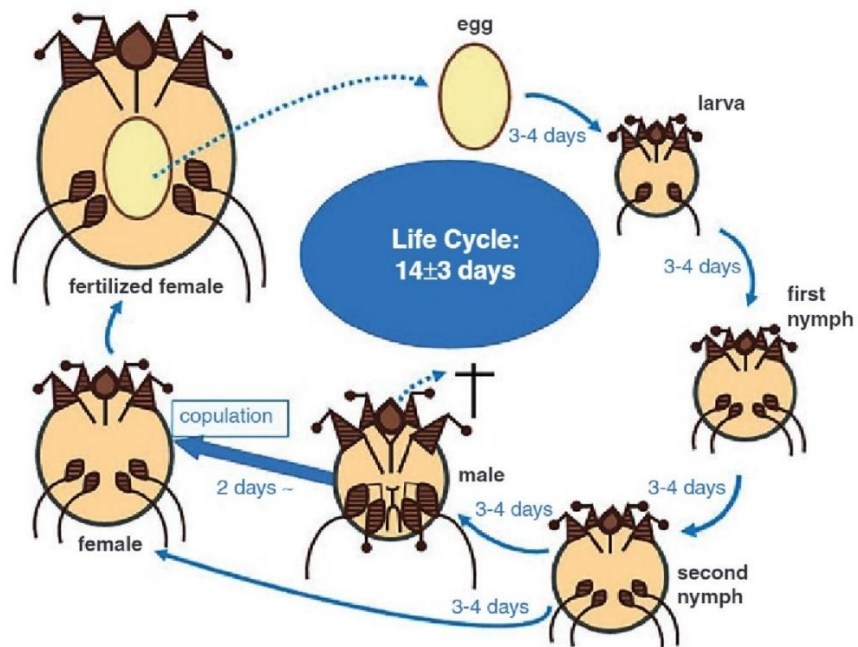 egg
3-4 days
larva
Life Cycle:
14±3 days
3-4 days
first
nymph
fertilized female
copulation
2 days ~
male
3-4 days
3-4 days
female
second
nymph
3-4 days